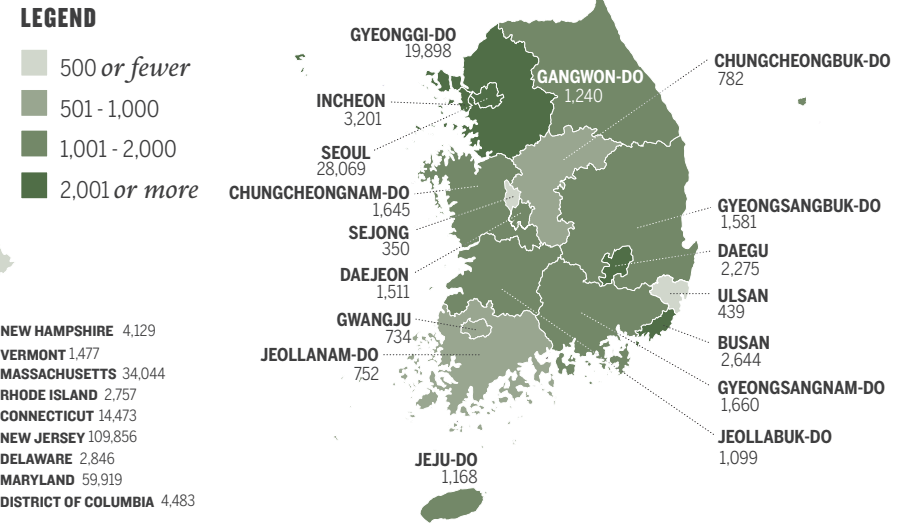 LEGEND
500 or fewer
501 - 1,000
1,001 - 2,000
2,001 or more
GYEONGGI-DO
19,898
INCHEON
3,201
SEOUL
28,069
CHUNGCHEONGNAM-DO
1,645
SEJONG
350
DAEJEON
1,511
GWANGJU
734
JEOLLANAM-DO
752
JEJU-DO
1,168
GANGWON-DO
1,240
CHUNGCHEONGBUK-DO
782
GYEONGSANGBUK-DO
1,581
DAEGU
2,275
ULSAN
439
BUSAN
2,644
GYEONGSANGNAM-DO
1,660
JEOLLABUK-DO
1,099
NEW HAMPSHIRE 4,129
VERMONT 1,477
MASSACHUSETTS 34,044
RHODE ISLAND 2,757
CONNECTICUT 14,473
NEW JERSEY 109,856
DELAWARE 2,846
MARYLAND 59,919
DISTRICT OF COLUMBIA 4,483